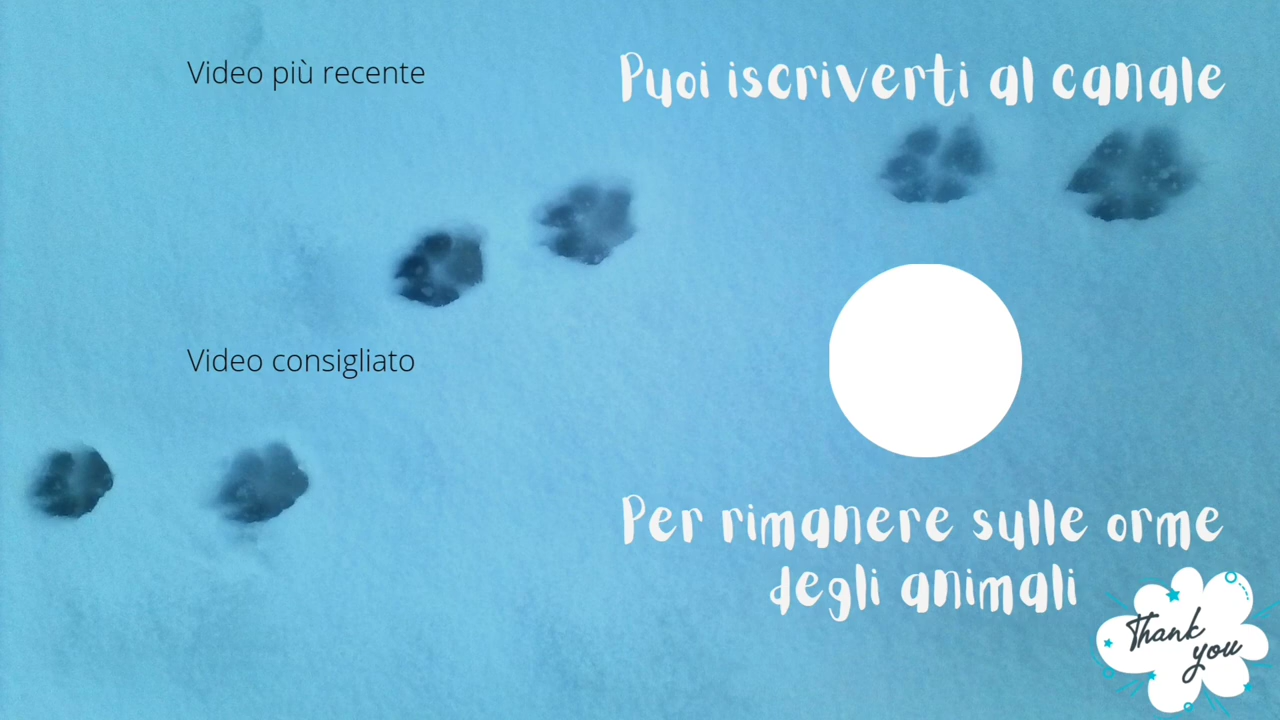 Video più recente
Puoi iscriverti al canale
Video consigliato
Per rimanere sulle orme
degli animali
Thank
you